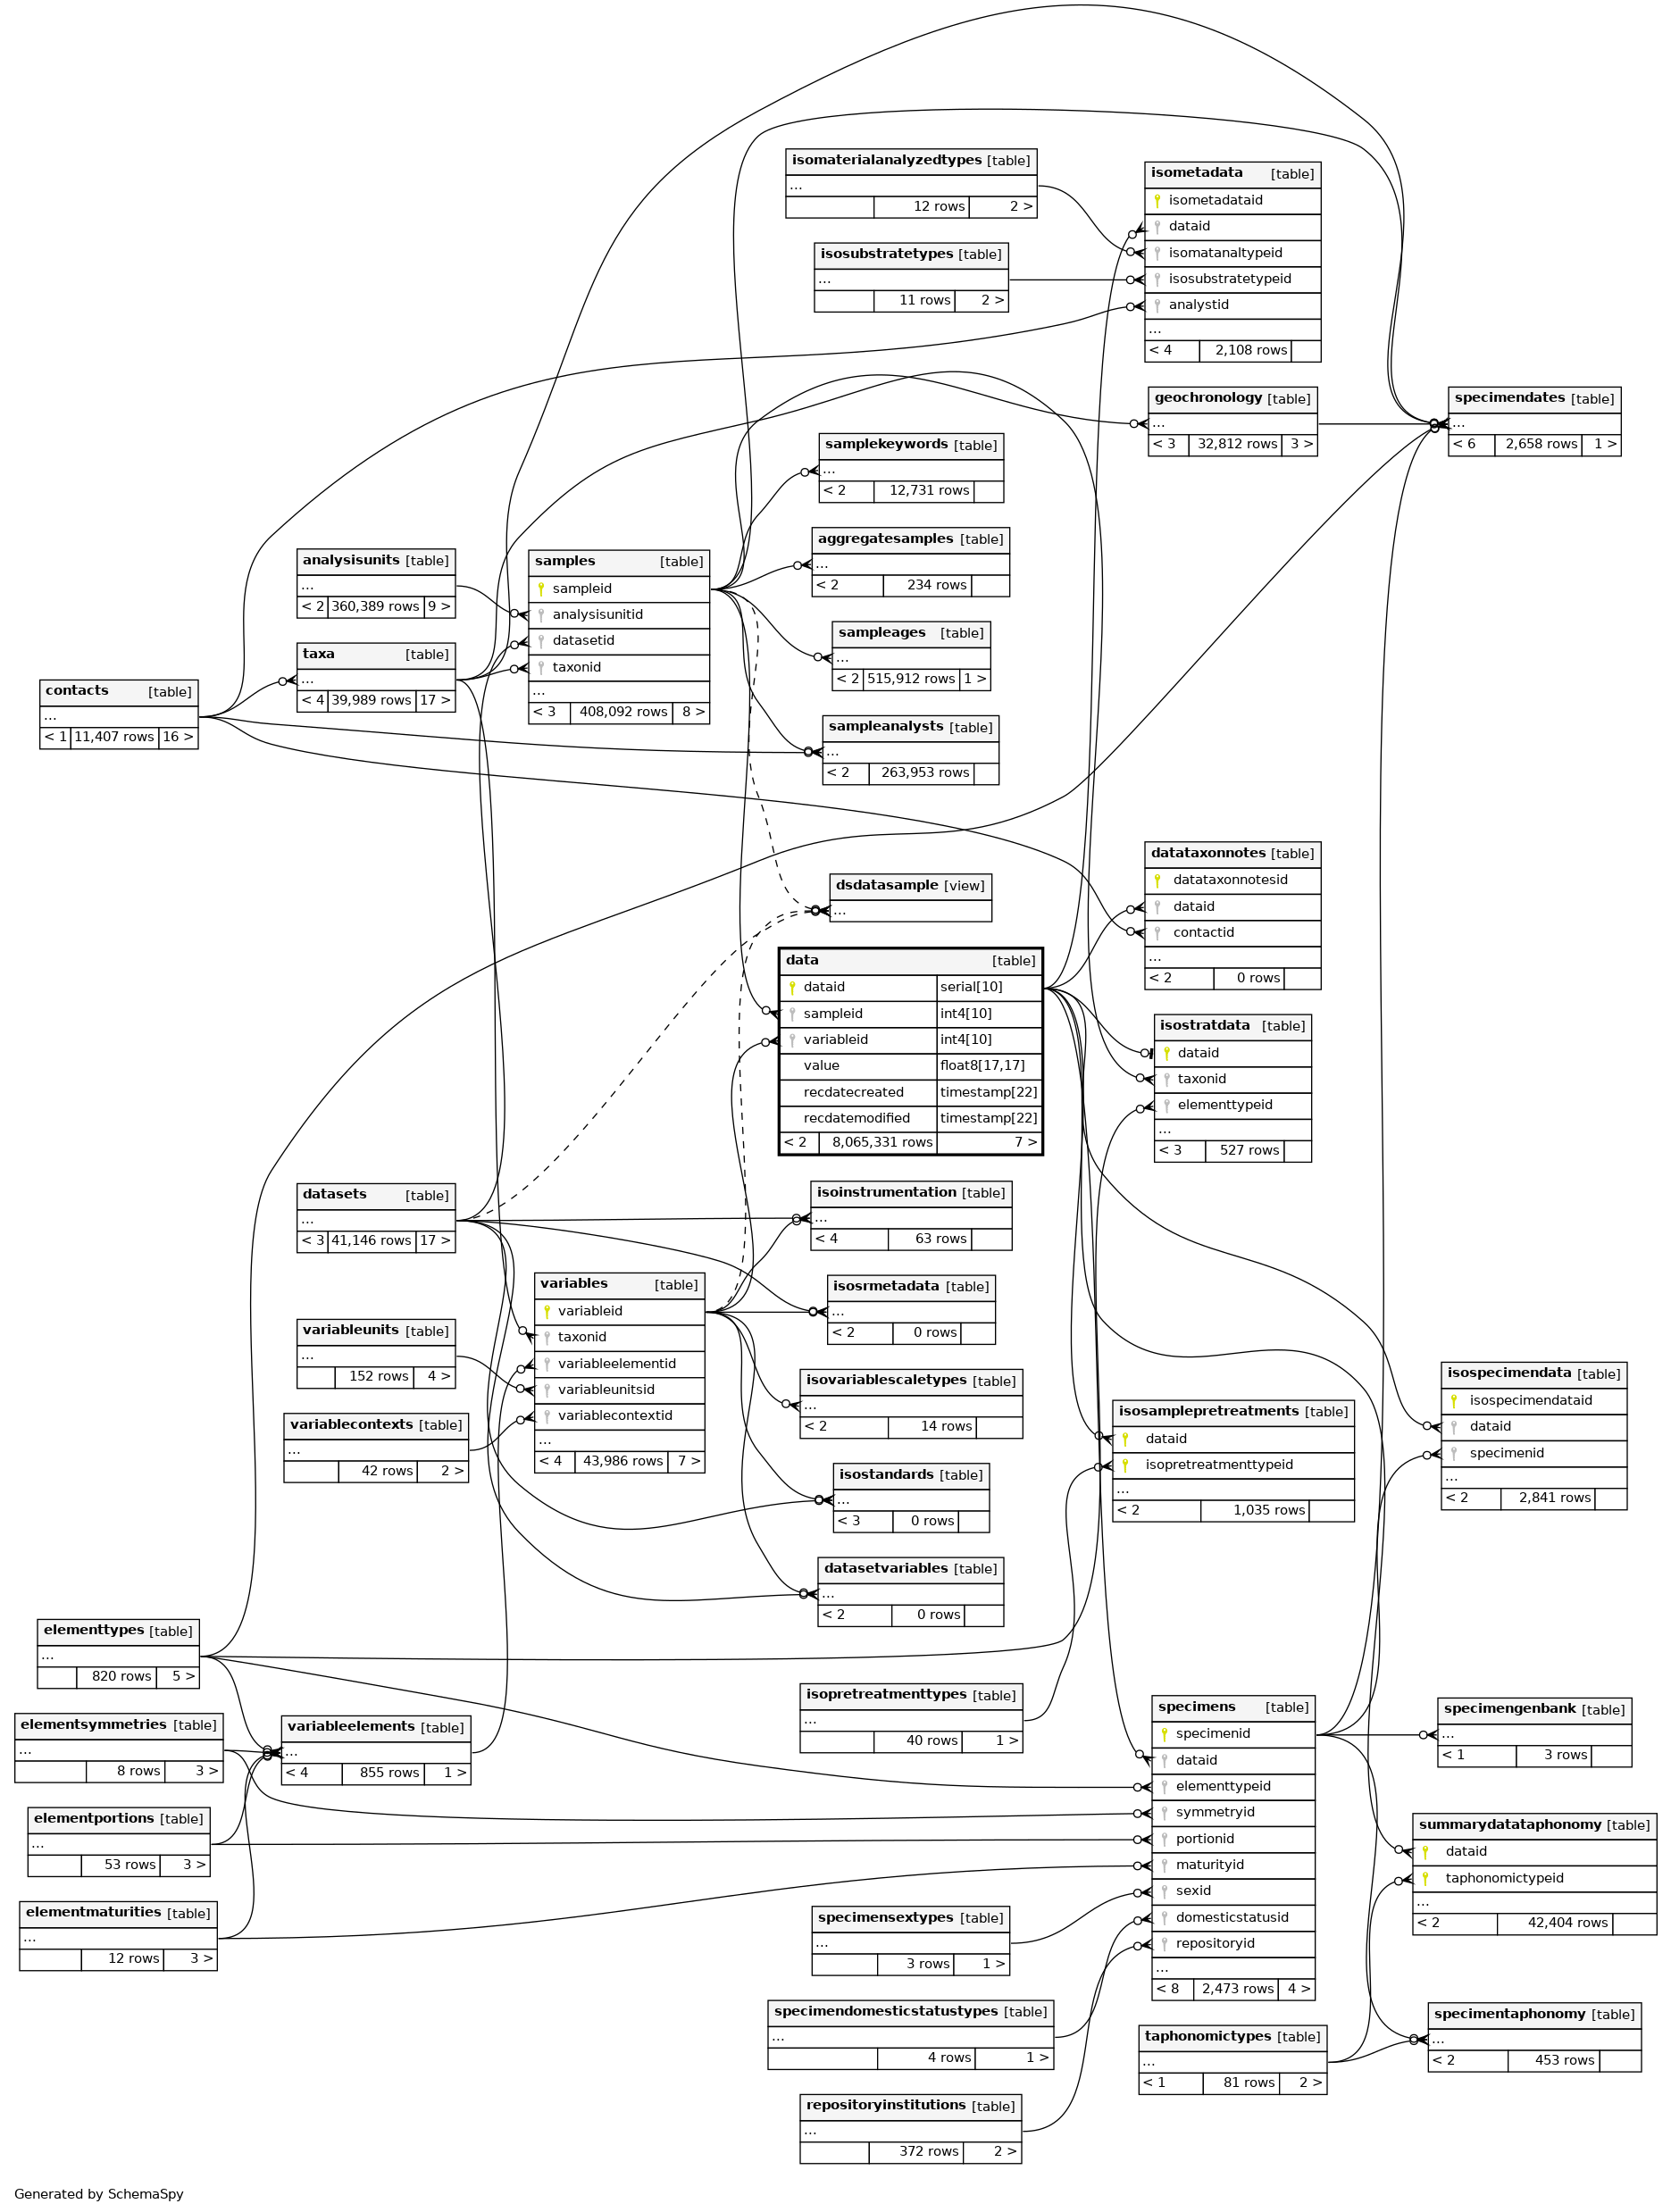 isomaterialanalyzedtypes [table]
...
12 rows 2 >
isosubstratetypes [table]
...
11 rows 2 >
isometadata [table]
isometadataid
dataid
isomatanaltypeid
isosubstratetypeid
analystid
...
< 4 2,108 rows
geochronology [table]
...
< 3 32,812 rows 3 >
specimendates [table]
...
< 6 2,658 rows 1 >
samplekeywords [table]
...
< 2 12,731 rows
aggregatesamples [table]
...
< 2 234 rows
sampleages [table]
...
< 2 515,912 rows 1 >
sampleanalysts [table]
...
< 2 263,953 rows
analysisunits [table]
...
< 2 360,389 rows 9 >
taxa [table]
...
< 4 39,989 rows 17 >
contacts [table]
...
< 1 11,407 rows 16 >
samples [table]
sampleid
analysisunitid
datasetid
taxonid
...
< 3 408,092 rows 8 >
dsdatasample [view]
...
data [table]
dataid serial[10]
sampleid int4[10]
variableid int4[10]
value float8[17,17]
recdatecreated timestamp[22]
recdatemodified timestamp[22]
< 2 8,065,331 rows 7 >
datataxonnotes [table]
datataxonnotesid
dataid
contactid
...
< 2 0 rows
isostratdata [table]
dataid
taxonid
elementtypeid
...
< 3 527 rows
datasets [table]
...
< 3 41,146 rows 17 >
variables [table]
variableid
taxonid
variableelementid
variableunitsid
variablecontextid
...
< 4 43,986 rows 7 >
variableunits [table]
...
152 rows 4 >
variablecontexts [table]
...
42 rows 2 >
isoinstrumentation [table]
...
< 4 63 rows
isosrmetadata [table]
...
< 2 0 rows
isovariablescaletypes [table]
...
< 2 14 rows
isostandards [table]
...
< 3 0 rows
datasetvariables [table]
...
< 2 0 rows
isosamplepretreatments [table]
dataid
isopretreatmenttypeid
...
< 2 1,035 rows
isospecimendata [table]
isospecimendataid
dataid
specimenid
...
< 2 2,841 rows
elementtypes [table]
...
820 rows 5 >
elementsymmetries [table]
...
8 rows 3 >
elementportions [table]
...
53 rows 3 >
elementmaturities [table]
...
12 rows 3 >
variableelements [table]
...
< 4 855 rows 1 >
isopretreatmenttypes [table]
...
40 rows 1 >
specimens [table]
specimenid
dataid
elementtypeid
symmetryid
portionid
maturityid
sexid
domesticstatusid
repositoryid
...
< 8 2,473 rows 4 >
specimengenbank [table]
...
< 1 3 rows
summarydatataphonomy [table]
dataid
taphonomictypeid
...
< 2 42,404 rows
specimensextypes [table]
...
3 rows 1 >
specimendomesticstatustypes [table]
...
4 rows 1 >
repositoryinstitutions [table]
...
372 rows 2 >
taphonomictypes [table]
...
< 1 81 rows 2 >
specimentaphonomy [table]
...
< 2 453 rows
Generated by SchemaSpy